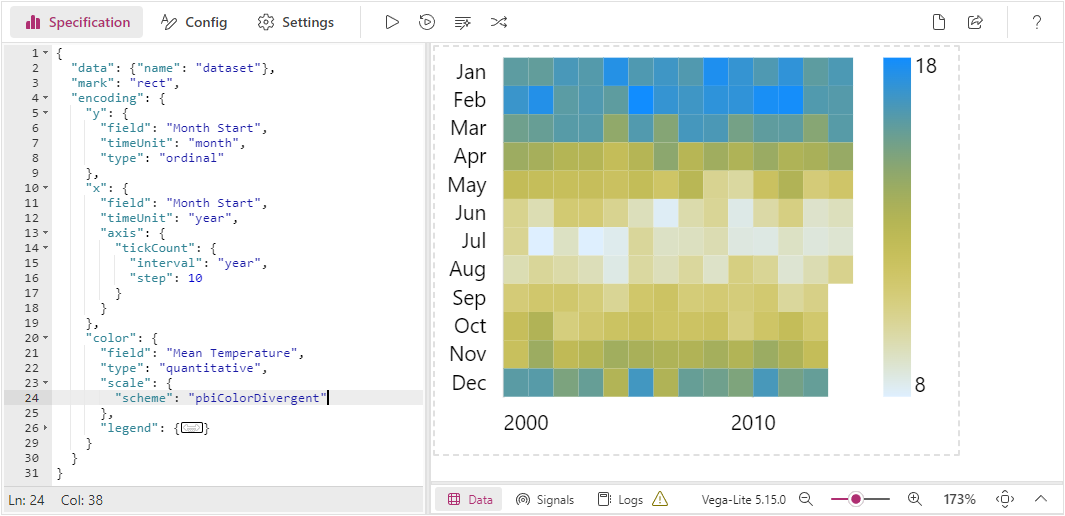 Specification Config Settings ?
1 {
2 "data": {"name": "dataset"},
3 "mark": "rect",
4 "encoding": {
5 "y": {
6 "field": "Month Start",
7 "timeUnit": "month",
8 "type": "ordinal"
9 },
10 "x": {
11 "field": "Month Start",
12 "timeUnit": "year",
13 "axis": {
14 "tickCount": {
15 "interval": "year",
16 "step": 10
17 }
18 }
19 },
20 "color": {
21 "field": "Mean Temperature",
22 "type": "quantitative",
23 "scale": {
24 "scheme": "pbiColorDivergent"
25 },
26 "legend": {}
29 }
30 }
31 }
Ln: 24 Col: 38
Jan
Feb
Mar
Apr
May
Jun
Jul
Aug
Sep
Oct
Nov
Dec
2000 2010
18
8
Data Signals Logs Vega-Lite 5.15.0 173%